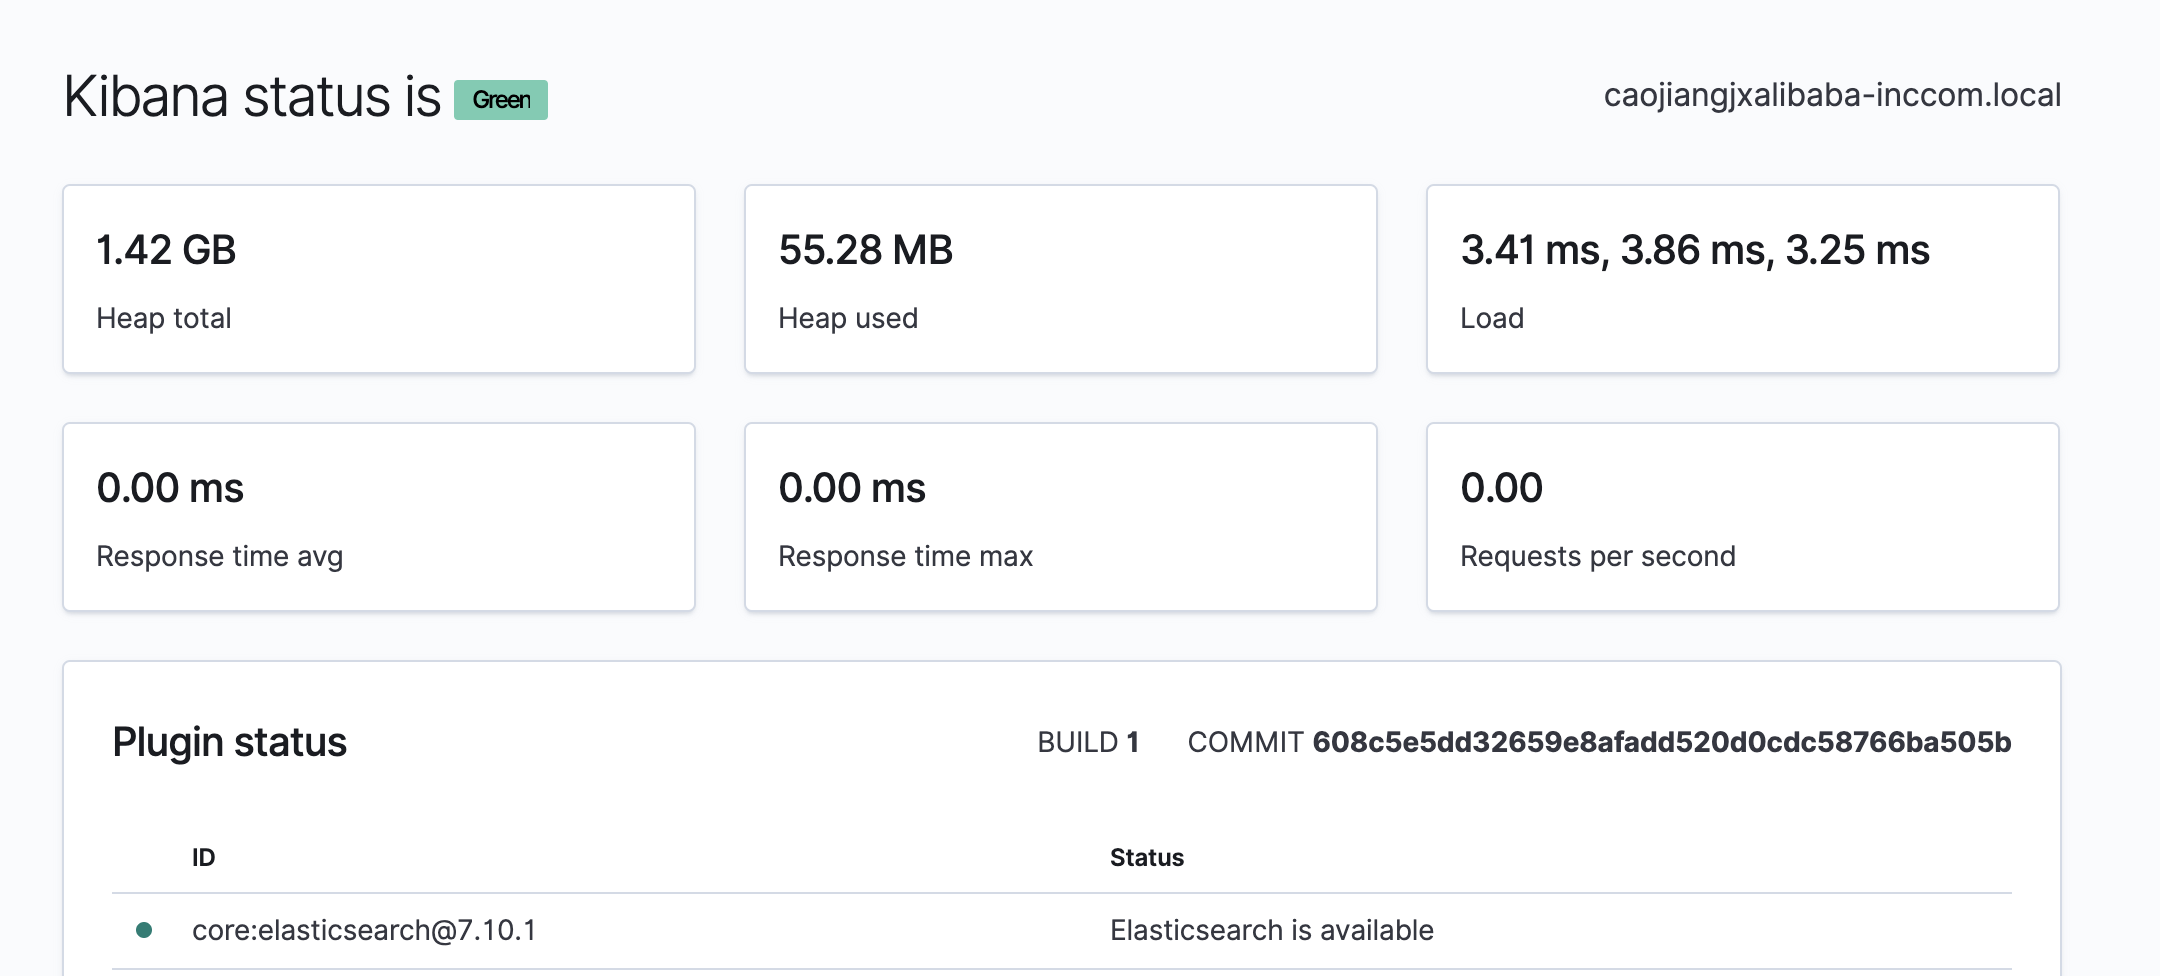 Kibana status is Green
caojiangjxalibaba-inccom.local
1.42 GB
Heap total
55.28 MB
Heap used
3.41 ms, 3.86 ms, 3.25 ms
Load
0.00 ms
Response time avg
0.00 ms
Response time max
0.00
Requests per second
Plugin status
BUILD 1
COMMIT 608c5e5dd32659e8afadd520d0cdc58766ba505b
ID
Status
core:elasticsearch@7.10.1
Elasticsearch is available